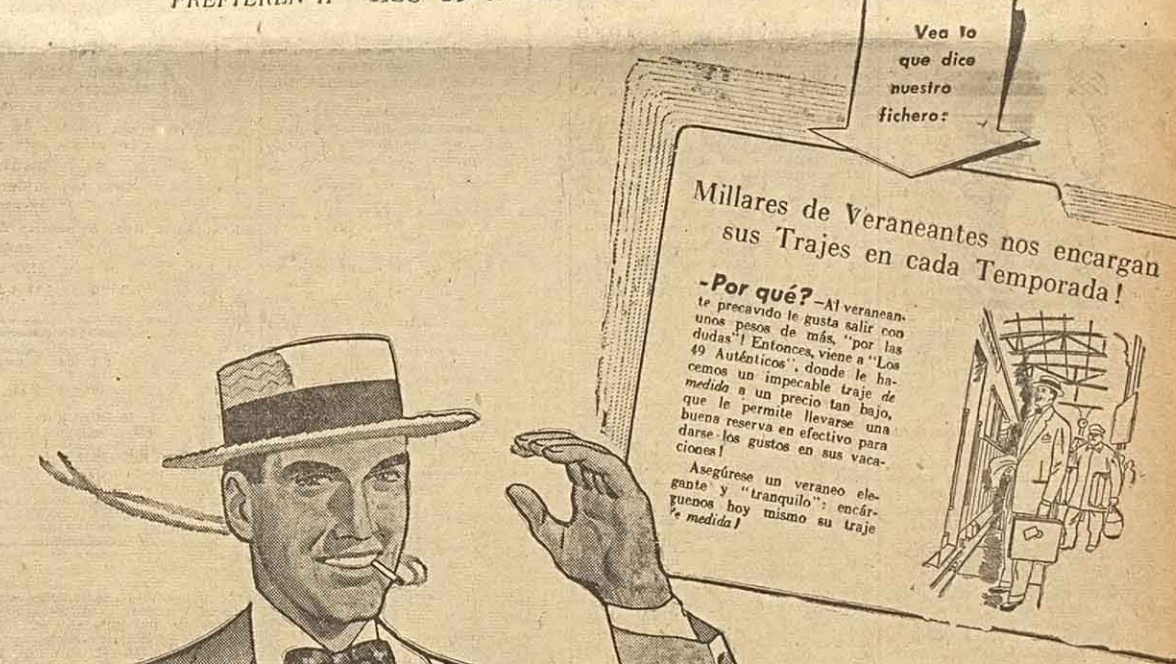 PREFIEREN A
Vea lo
que dice
nuestro
fichero:
Millares de Veraneantes nos encargan
sus Trajes en cada Temporada!
-Por qué? -Al veranean-
te precavido le gusta salir con
unos pesos de más, "por las
dudas"! Entonces, viene a "Los
49 Auténticos", donde le ha-
cemos un impecable traje de
medida a un precio tan bajo,
que le permite llevarse una
buena reserva en efectivo para
darse los gustos en sus vaca-
ciones!
Asegúrese un veraneo ele-
gante y "tranquilo": encár-
guenos hoy mismo su traje
de medida!